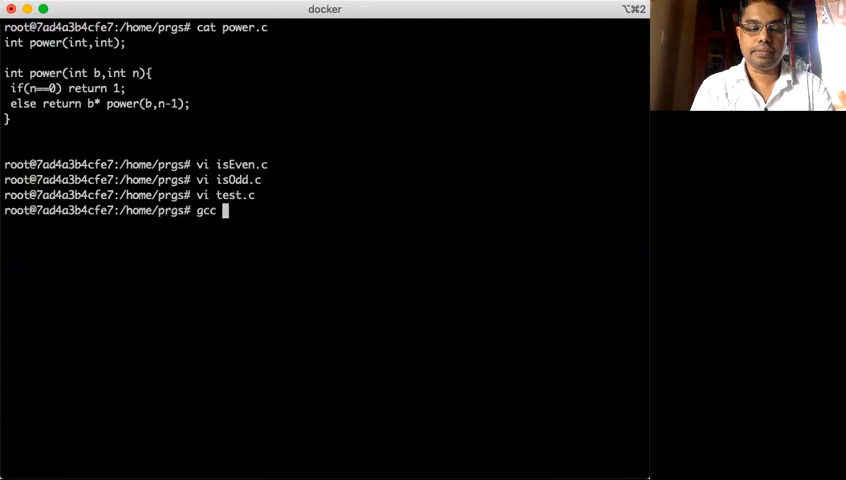 docker
⌥⌘2
root@7ad4a3b4cfe7:/home/prgs# cat power.c
int power(int,int);
int power(int b,int n){
if(n==0) return 1;
else return b* power(b,n-1);
}
root@7ad4a3b4cfe7:/home/prgs# vi isEven.c
root@7ad4a3b4cfe7:/home/prgs# vi isOdd.c
root@7ad4a3b4cfe7:/home/prgs# vi test.c
root@7ad4a3b4cfe7:/home/prgs# gcc